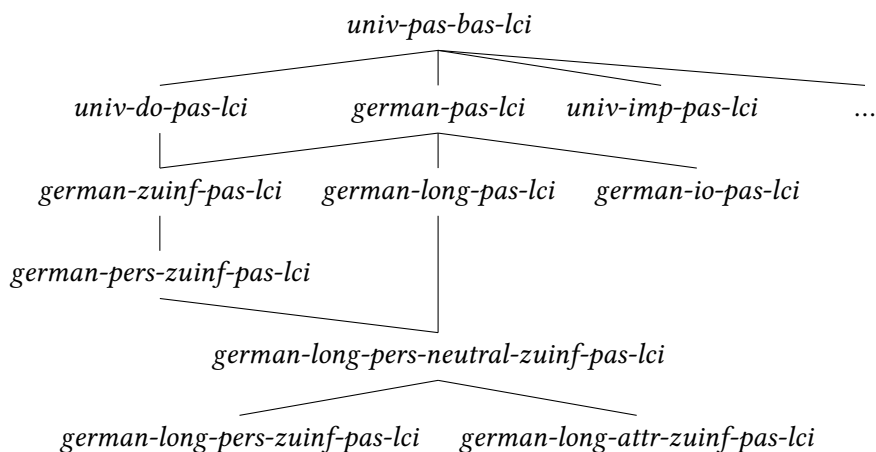 univ-pas-bas-lci
univ-do-pas-lci german-pas-lci univ-imp-pas-lci ...
german-zuinf-pas-lci german-long-pas-lci german-io-pas-lci
german-pers-zuinf-pas-lci
german-long-pers-neutral-zuinf-pas-lci
german-long-pers-zuinf-pas-lci german-long-attr-zuinf-pas-lci